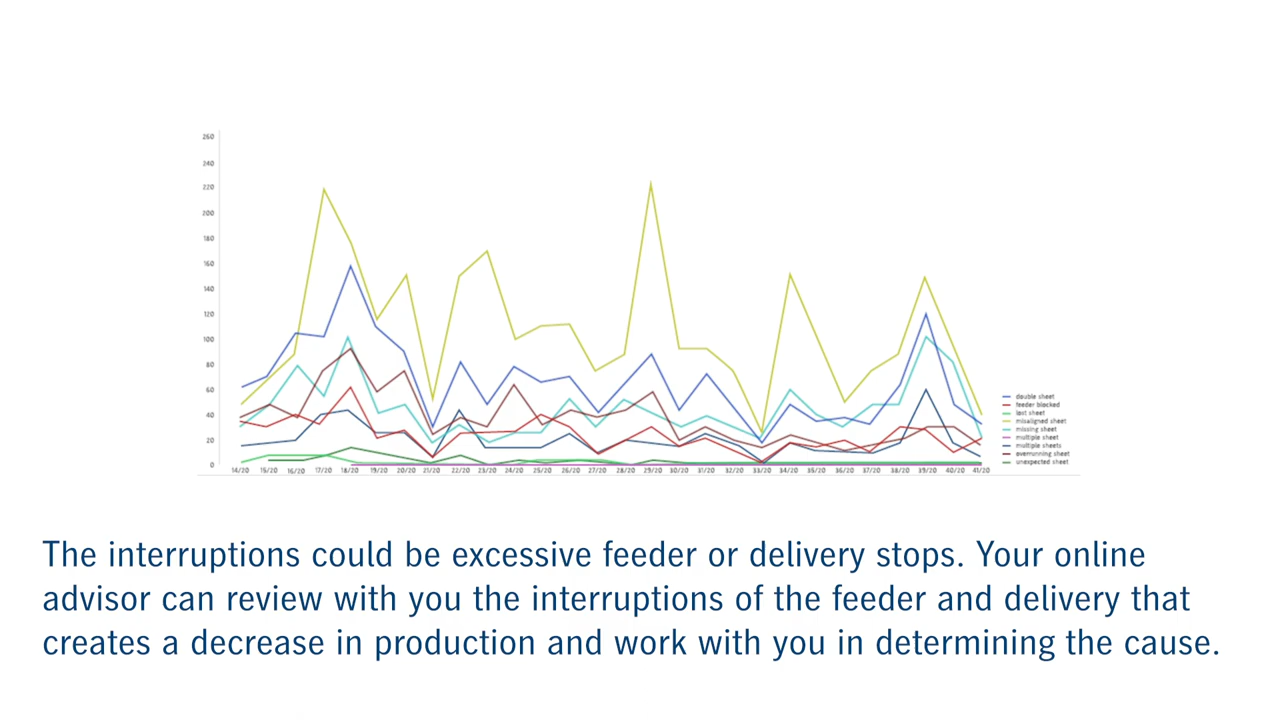 260
240
220
200
180
160
140
120
100
80
60
40
20
0
14/20 15/20 16/20 17/20 18/20 19/20 20/20 21/20 22/20 23/20 24/20 25/20 26/20 27/20 28/20 29/20 30/20 31/20 32/20 33/20 34/20 35/20 36/20 37/20 38/20 39/20 40/20 41/20
double sheet
feeder blocked
last sheet
misaligned sheet
missing sheet
multiple sheet
multiple sheets
overrunning sheet
unexpected sheet
The interruptions could be excessive feeder or delivery stops. Your online
advisor can review with you the interruptions of the feeder and delivery that
creates a decrease in production and work with you in determining the cause.